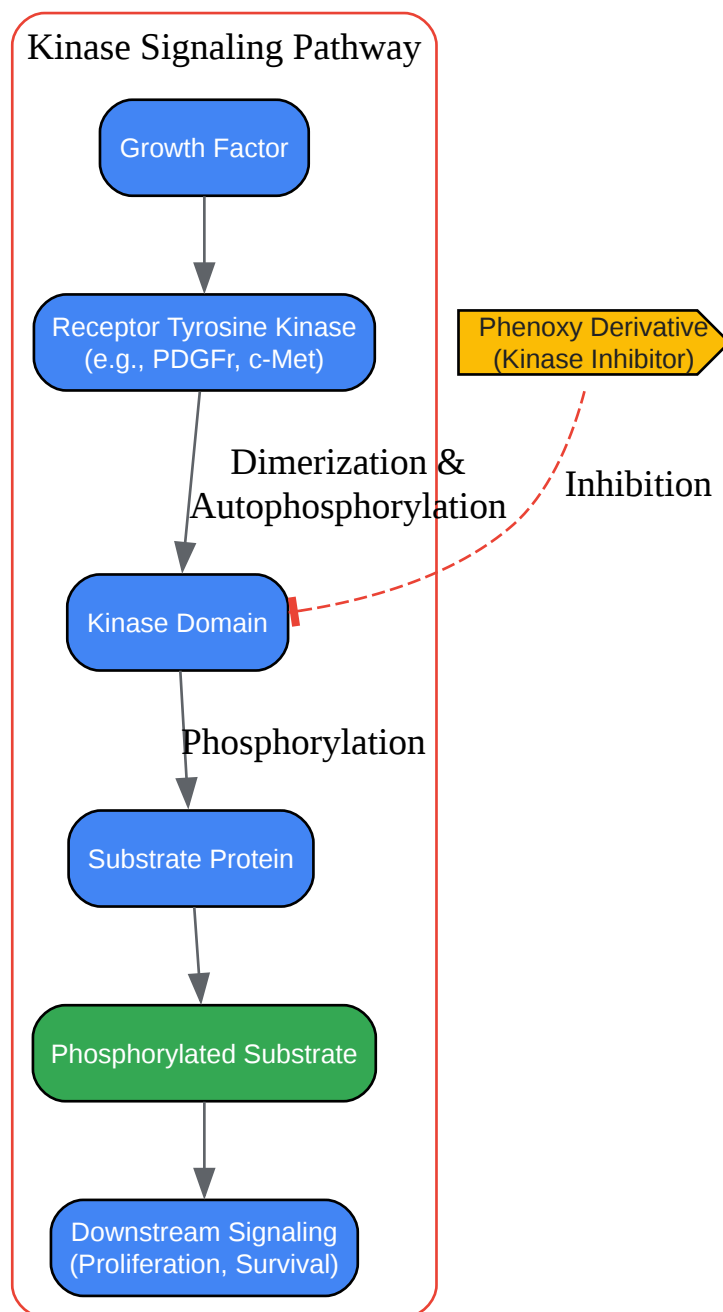 Kinase Signaling Pathway
Growth Factor
Receptor Tyrosine Kinase
(e.g., PDGFr, c-Met)
Phenoxy Derivative
(Kinase Inhibitor)
Dimerization &
Autophosphorylation
Inhibition
Kinase Domain
Phosphorylation
Substrate Protein
Phosphorylated Substrate
Downstream Signaling
(Proliferation, Survival)